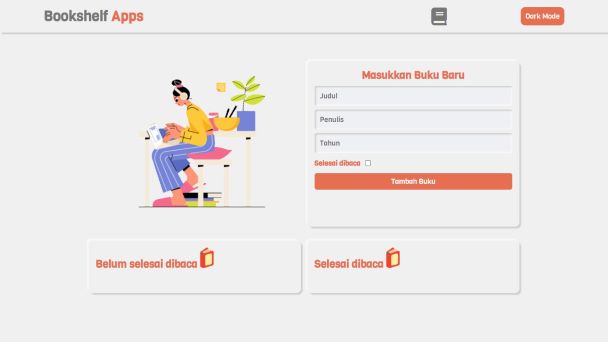 Bookshelf Apps
Dark Mode
Masukkan Buku Baru
Judul
Penulis
Tahun
Selesai dibaca
Tambah Buku
Belum selesai dibaca
Selesai dibaca